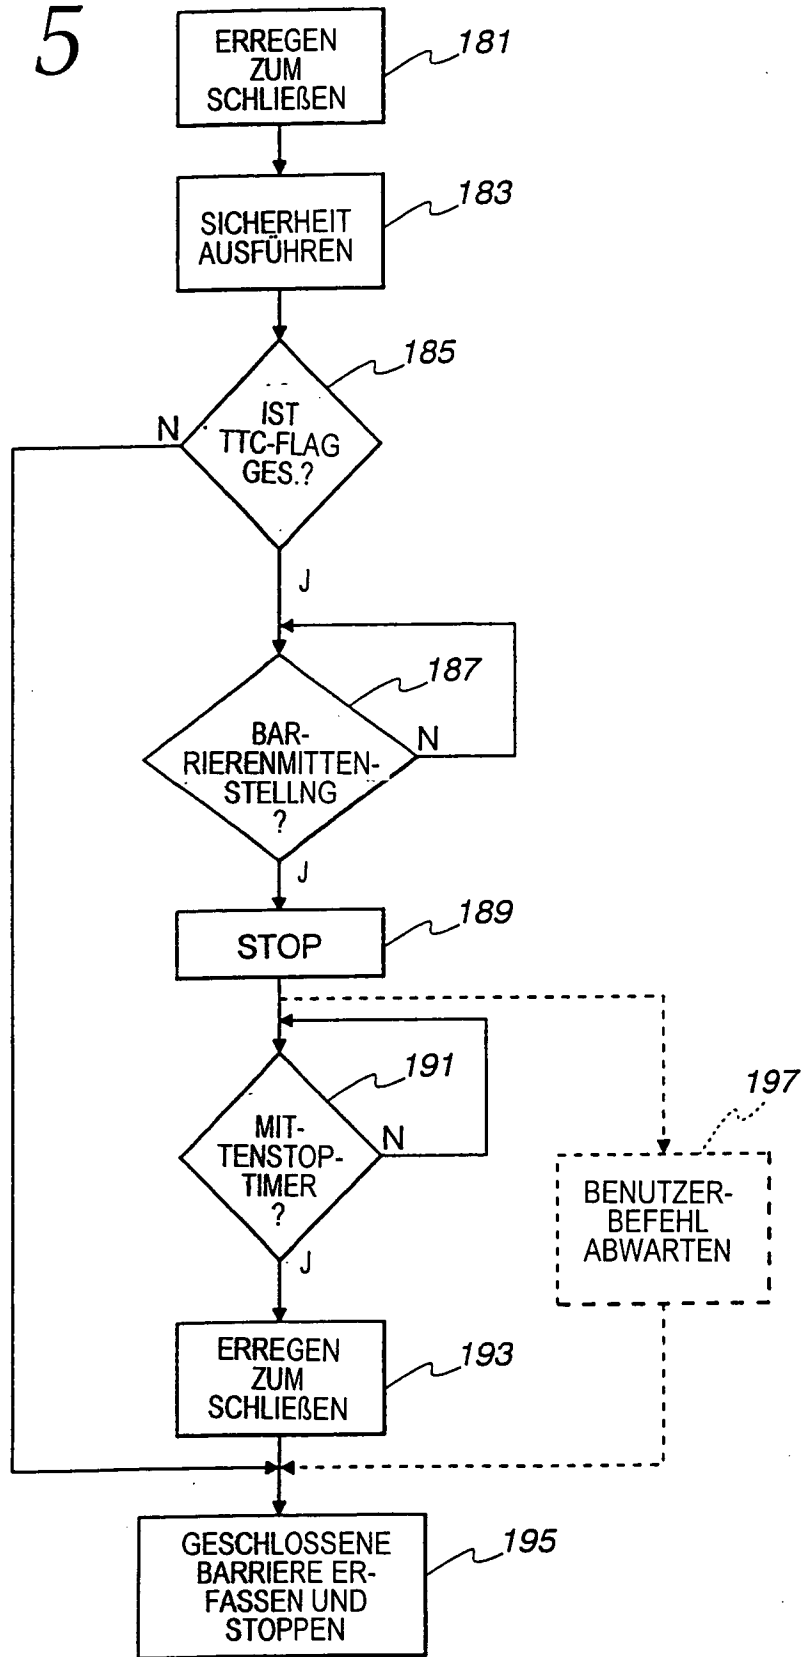 5
ERREGEN
ZUM
SCHLIEßEN
181
SICHERHEIT
AUSFÜHREN
183
IST
TTC-FLAG
GES.?
185
N
J
BAR-
RIERENMITTEN-
STELLNG
?
187
N
J
STOP
189
MIT-
TENSTOP-
TIMER
?
191
N
J
197
BENUTZER-
BEFEHL
ABWARTEN
ERREGEN
ZUM
SCHLIEßEN
193
GESCHLOSSENE
BARRIERE ER-
FASSEN UND
STOPPEN
195